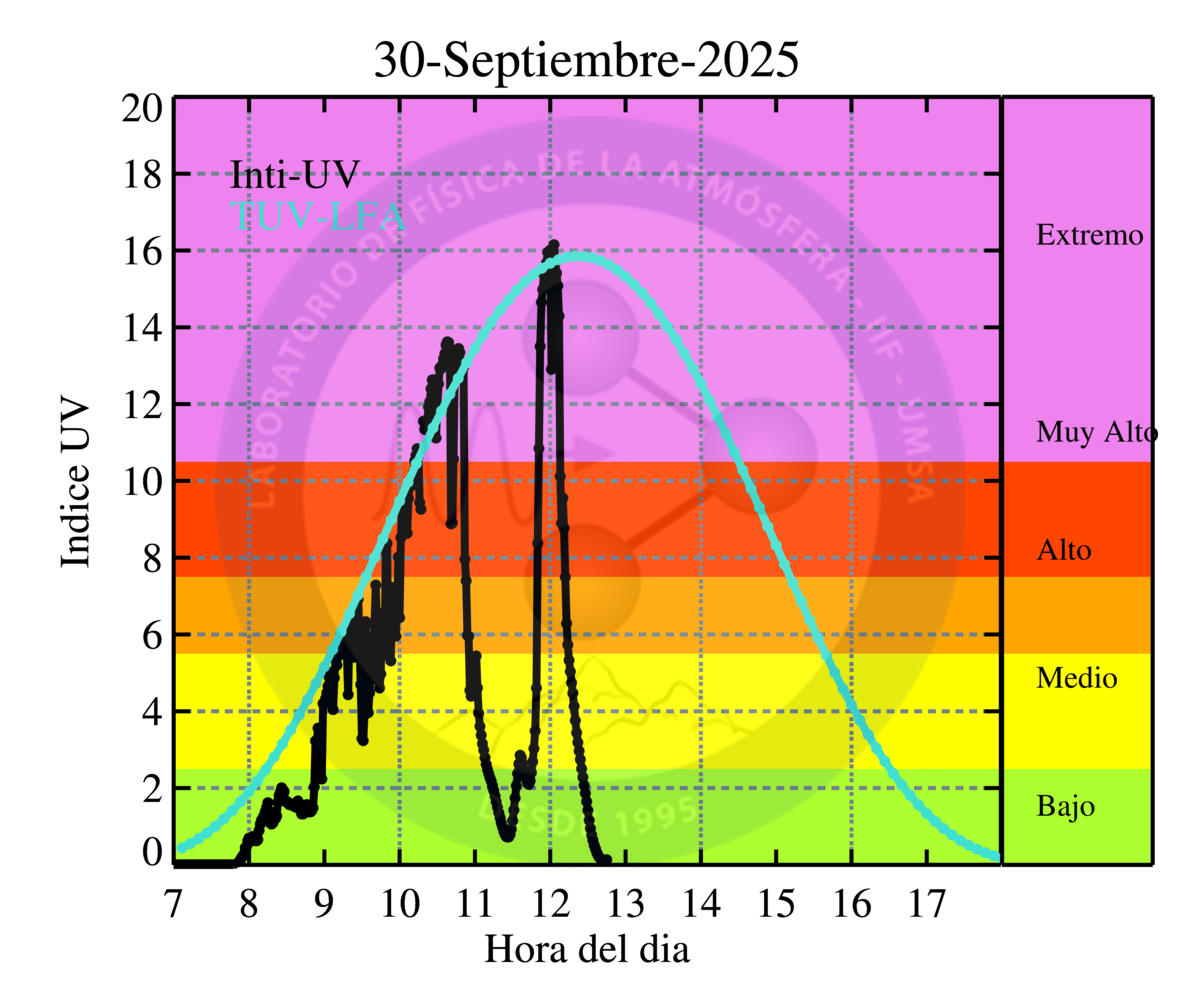 30-Septiembre-2025
20
18
16
14
12
10
8
6
4
2
0
Indice UV
Inti-UV
TUV-LFA
LABORATORIO DE FÍSICA DE LA ATMÓSFERA - IIF - UMSA
DESDE 1995
Extremo
Muy Alto
Alto
Medio
Bajo
7 8 9 10 11 12 13 14 15 16 17
Hora del dia